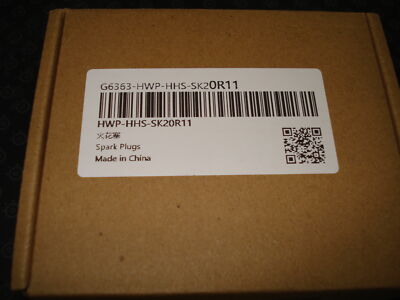 G6363-HWP-HHS-SK20R11
HWP-HHS-SK20R11
火花塞
Spark Plugs
Made in China